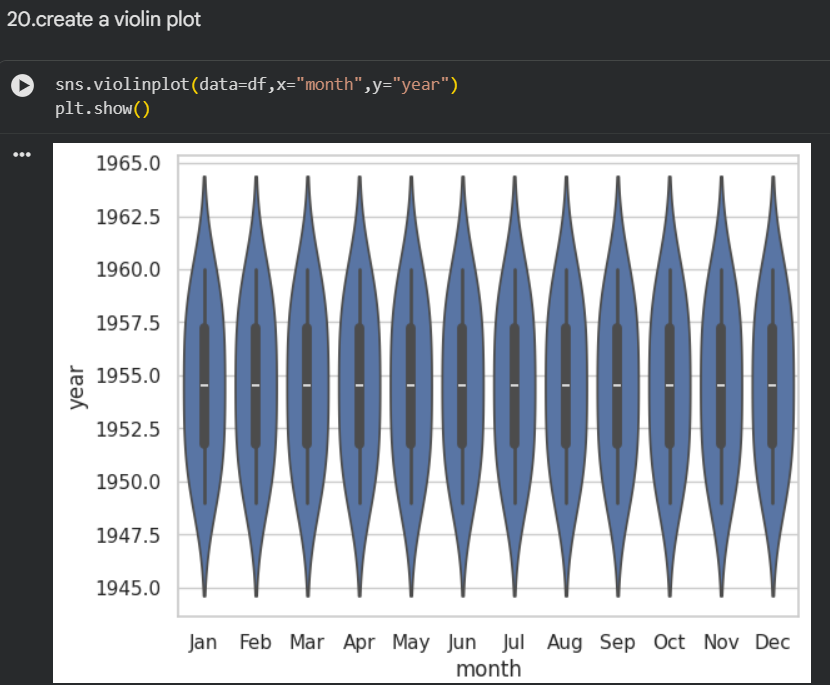 20.create a violin plot
sns.violinplot(data=df,x="month",y="year")
plt.show()
1965.0
1962.5
1960.0
1957.5
1955.0
1952.5
1950.0
1947.5
1945.0
year
Jan Feb Mar Apr May Jun Jul Aug Sep Oct Nov Dec
month